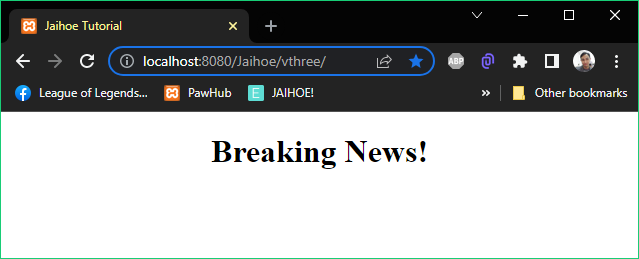 Jaihoe Tutorial
localhost:8080/Jaihoe/vthree/
ABP
League of Legends... PawHub E JAIHOE! » Other bookmarks
Breaking News!